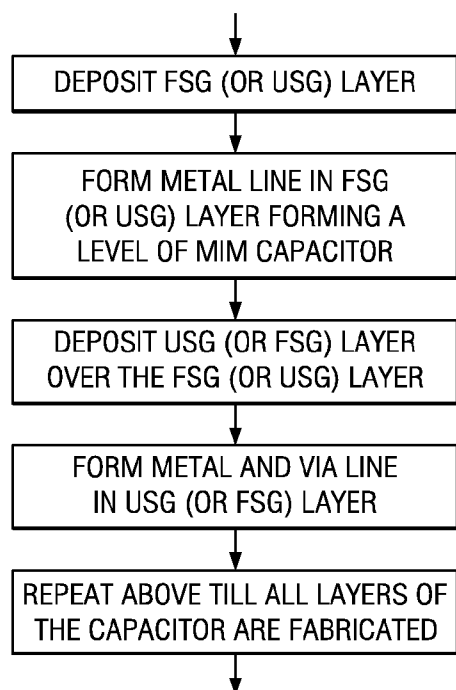 DEPOSIT FSG (OR USG) LAYER
FORM METAL LINE IN FSG
(OR USG) LAYER FORMING A
LEVEL OF MIM CAPACITOR
DEPOSIT USG (OR FSG) LAYER
OVER THE FSG (OR USG) LAYER
FORM METAL AND VIA LINE
IN USG (OR FSG) LAYER
REPEAT ABOVE TILL ALL LAYERS OF
THE CAPACITOR ARE FABRICATED